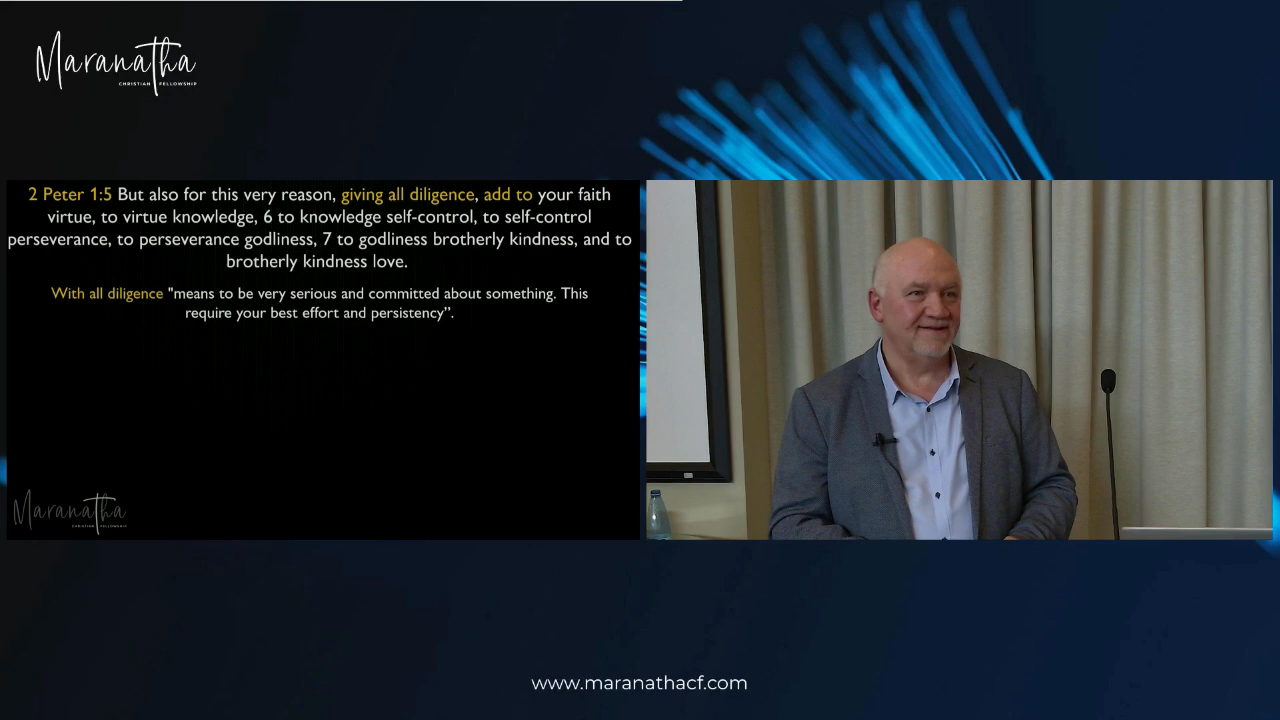 Maranatha
CHRISTIAN FELLOWSHIP
2 Peter 1:5 But also for this very reason, giving all diligence, add to your faith
virtue, to virtue knowledge, 6 to knowledge self-control, to self-control
perseverance, to perseverance godliness, 7 to godliness brotherly kindness, and to
brotherly kindness love.
With all diligence "means to be very serious and committed about something. This
require your best effort and persistency”.
Maranatha
CHRISTIAN FELLOWSHIP
www.maranathacf.com